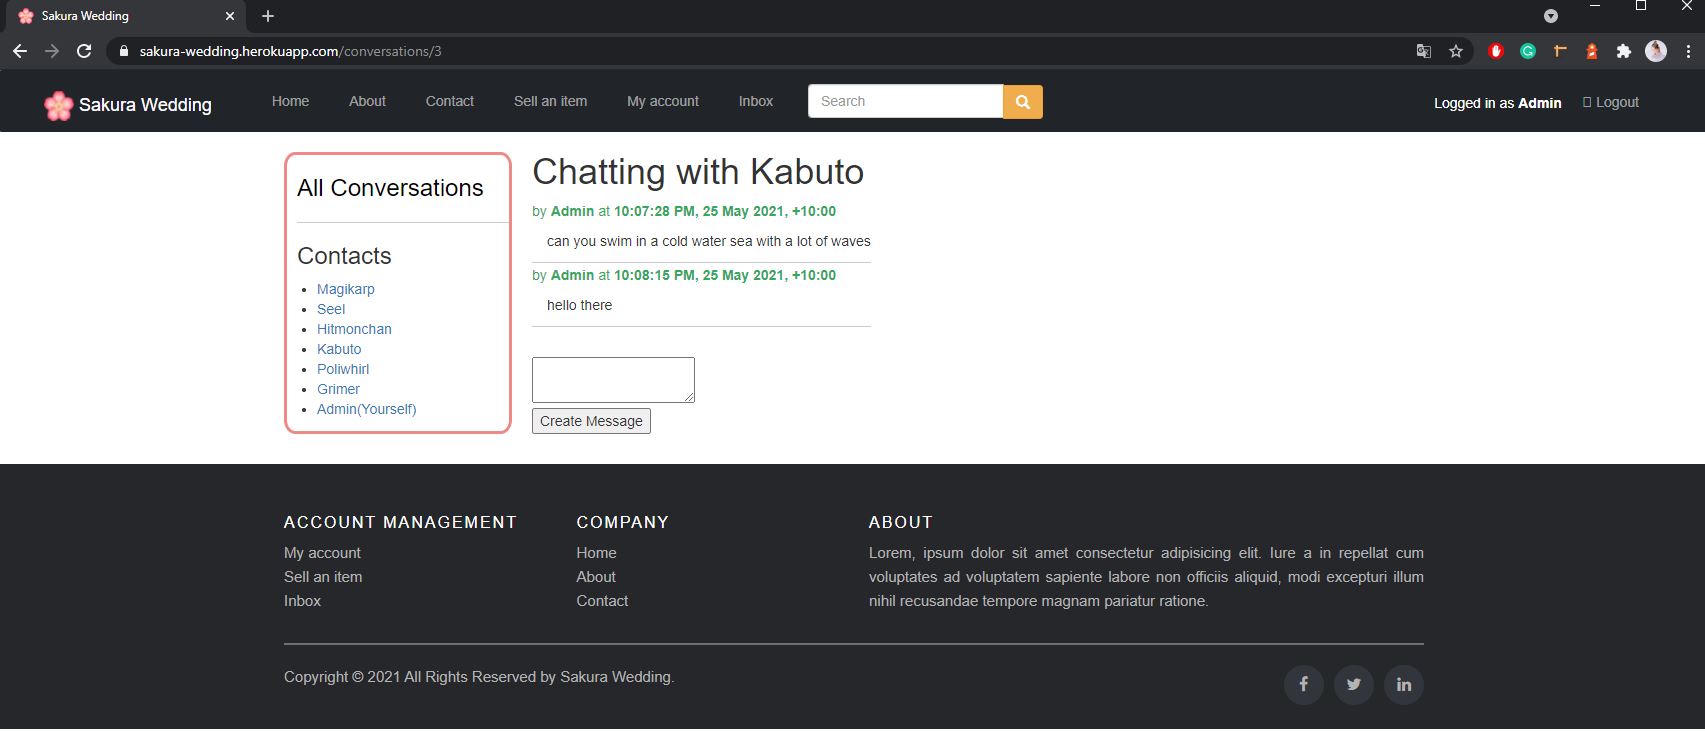 Sakura Wedding
sakura-wedding.herokuapp.com/conversations/3
Sakura Wedding Home About Contact Sell an item My account Inbox Search Logged in as Admin Logout
All Conversations
Contacts
Magikarp
Seel
Hitmonchan
Kabuto
Poliwhirl
Grimer
Admin(Yourself)
Chatting with Kabuto
by Admin at 10:07:28 PM, 25 May 2021, +10:00
can you swim in a cold water sea with a lot of waves
by Admin at 10:08:15 PM, 25 May 2021, +10:00
hello there
Create Message
ACCOUNT MANAGEMENT
My account
Sell an item
Inbox
COMPANY
Home
About
Contact
ABOUT
Lorem, ipsum dolor sit amet consectetur adipisicing elit. Iure a in repellat cum
voluptates ad voluptatem sapiente labore non officiis aliquid, modi excepturi illum
nihil recusandae tempore magnam pariatur ratione.
Copyright © 2021 All Rights Reserved by Sakura Wedding.